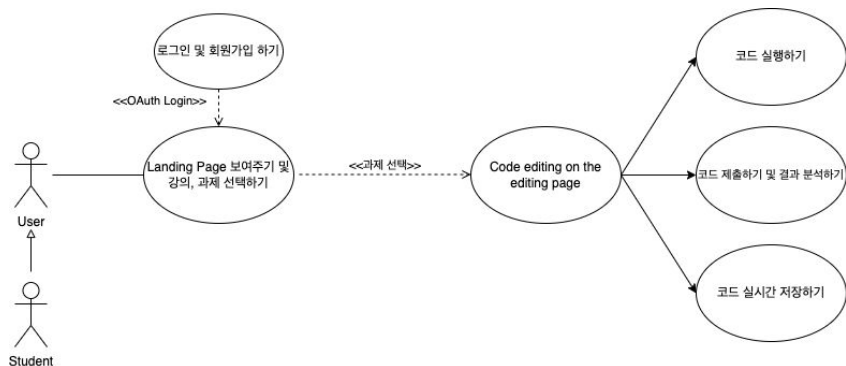 로그인 및 회원가입 하기
<<OAuth Login>>
Landing Page 보여주기 및
강의, 과제 선택하기
<<과제 선택>>
Code editing on the
editing page
코드 실행하기
코드 제출하기 및 결과 분석하기
코드 실시간 저장하기
User
Student